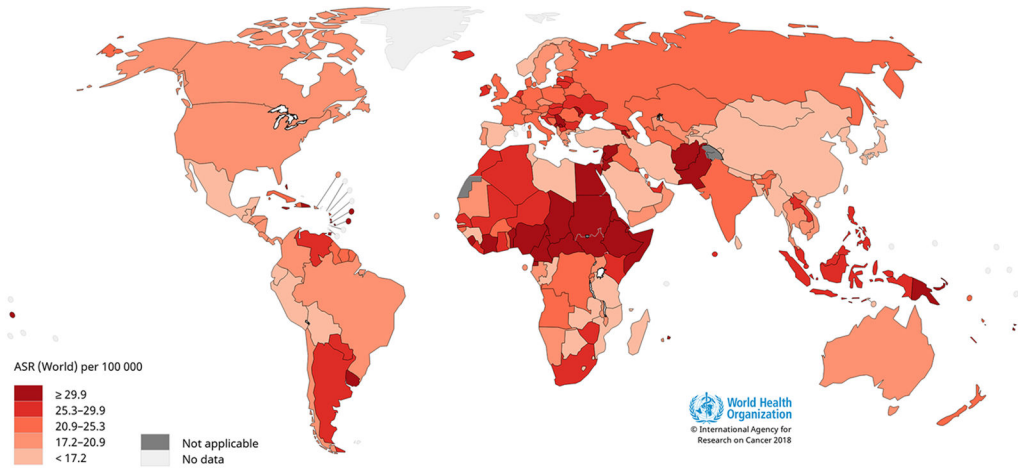 ASR (World) per 100 000
≥ 29.9
25.3–29.9
20.9–25.3
17.2–20.9
< 17.2
Not applicable
No data
World Health
Organization
© International Agency for
Research on Cancer 2018